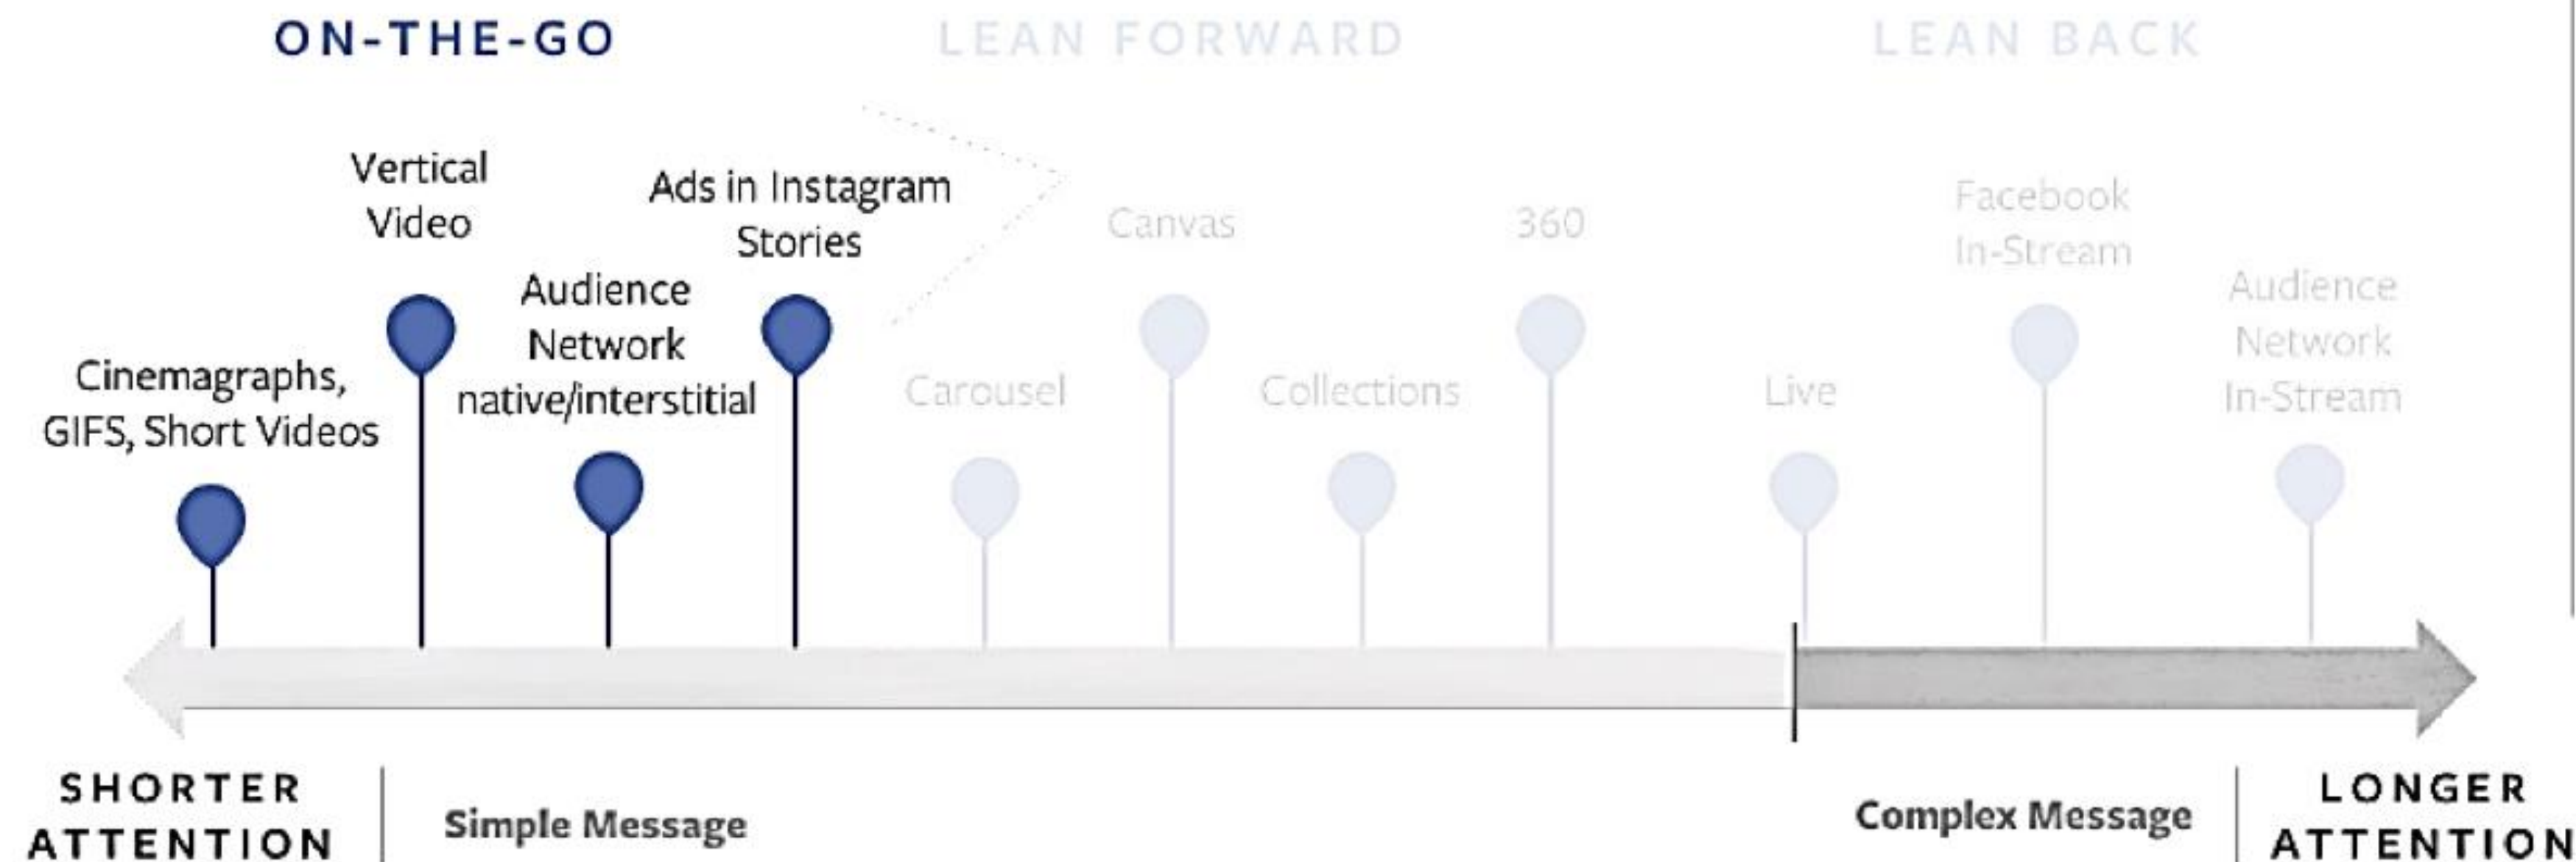 ON-THE-GO
LEAN FORWARD
LEAN BACK
Cinemagraphs,
GIFS, Short Videos
Vertical
Video
Audience
Network
native/interstitial
Ads in Instagram
Stories
Carousel
Canvas
Collections
360
Live
Facebook
In-Stream
Audience
Network
In-Stream
SHORTER
ATTENTION
Simple Message
Complex Message
LONGER
ATTENTION